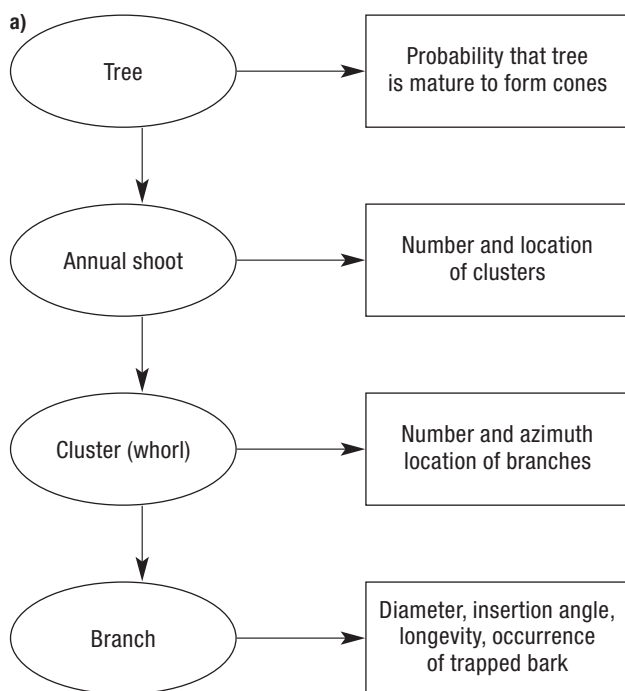 a)
Tree
Probability that tree
is mature to form cones
Annual shoot
Number and location
of clusters
Cluster (whorl)
Number and azimuth
location of branches
Branch
Diameter, insertion angle,
longevity, occurrence
of trapped bark